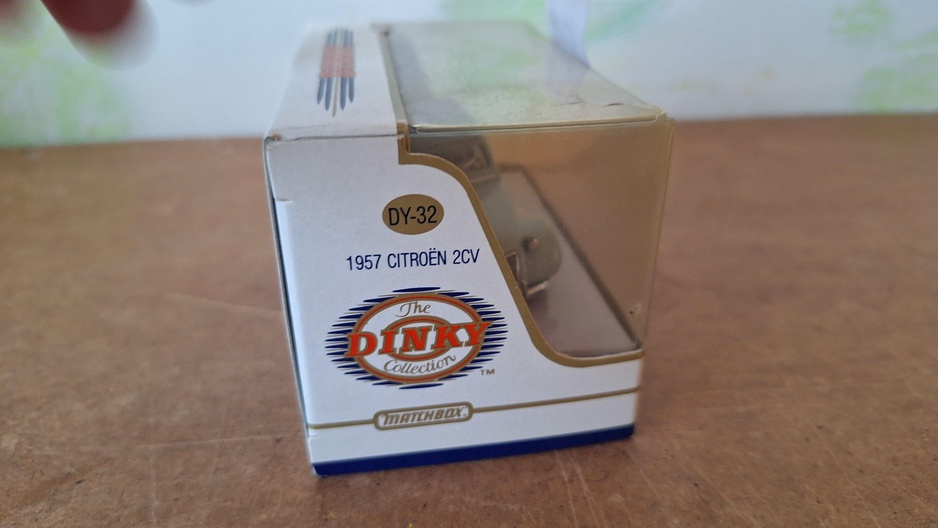 DY-32
1957 CITROËN 2CV
The
DINKY
Collection
™
MATCHBOX